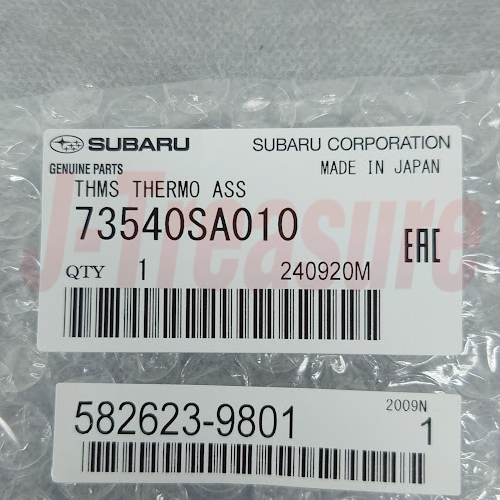 SUBARU SUBARU CORPORATION
GENUINE PARTS MADE IN JAPAN
THMS THERMO ASS
73540SA010
EAC
QTY 1 240920M
J-Treasure
582623-9801 2009N
1